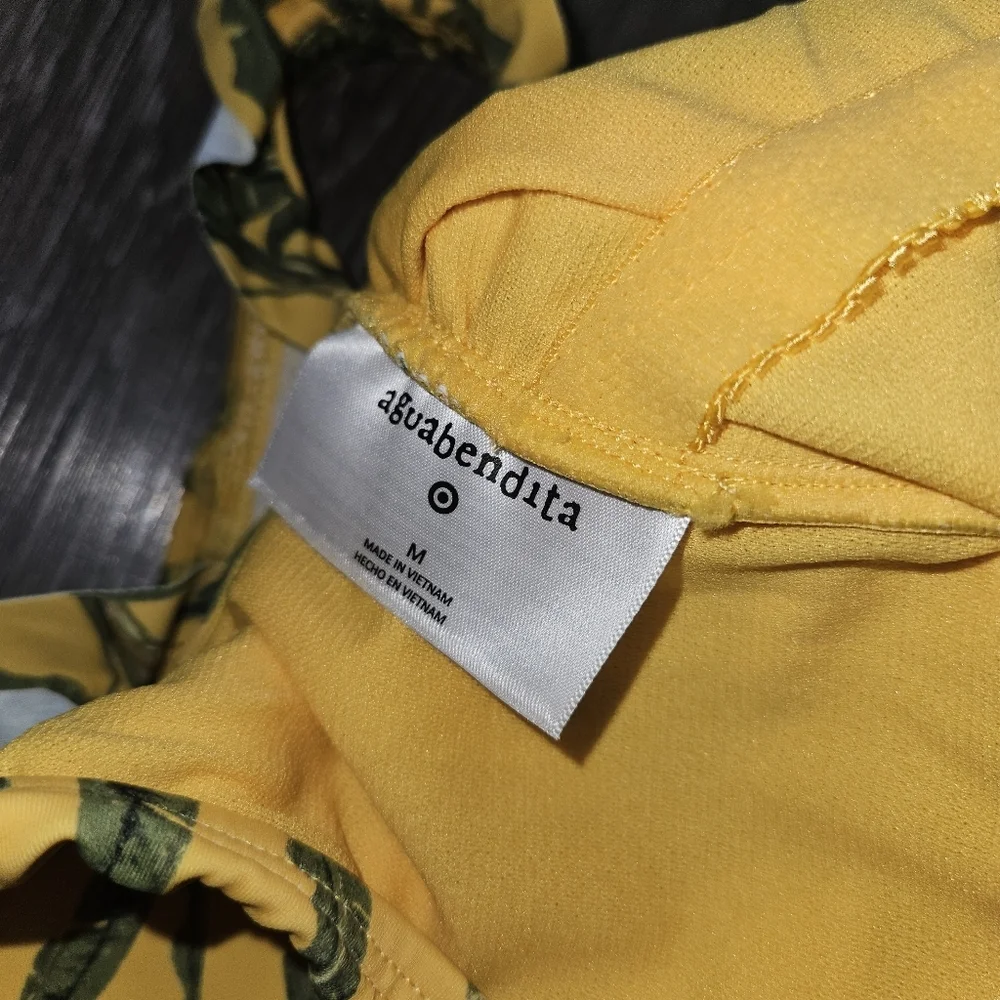 aguabendita
M
MADE IN VIETNAM
HECHO EN VIETNAM